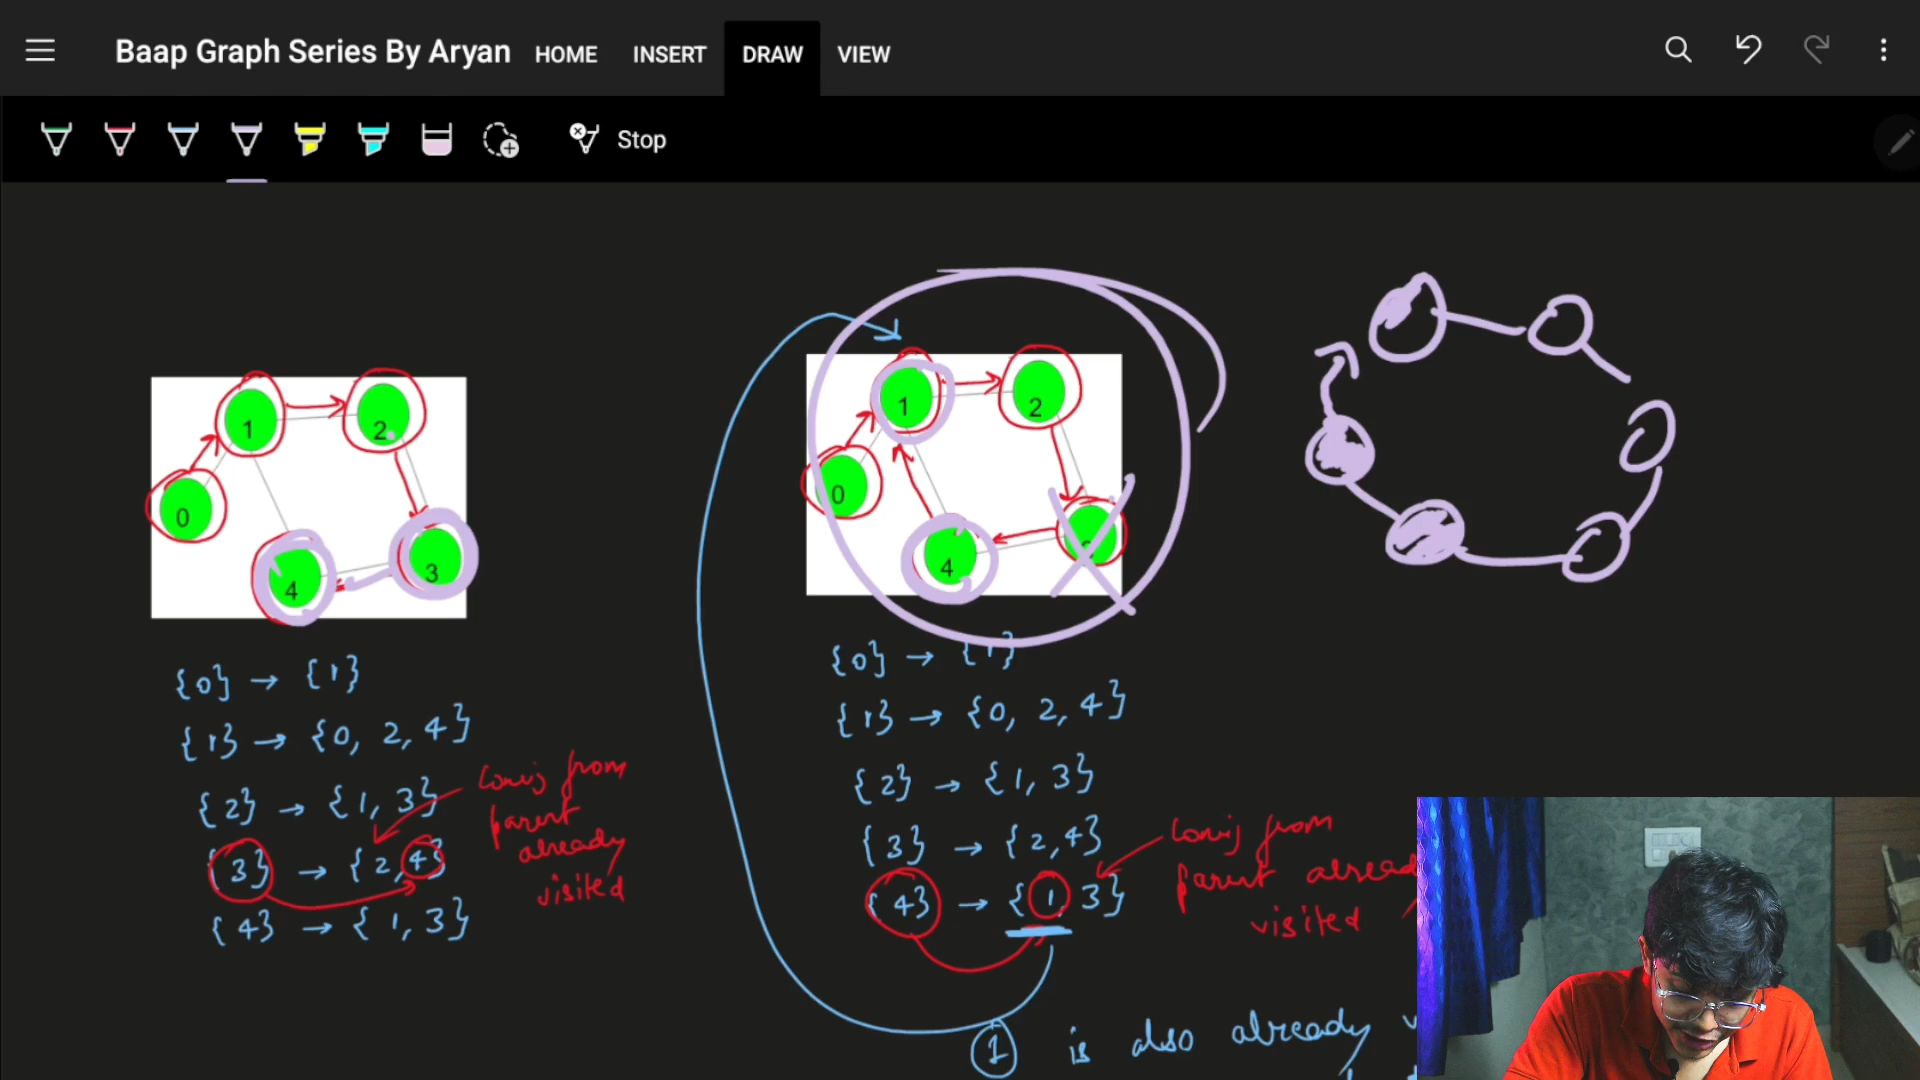 Baap Graph Series By Aryan HOME INSERT DRAW VIEW
Stop
1
2
0
4
3
1
2
0
4
{0} → {1}
{1} → {0, 2, 4}
{2} → {1, 3}
{3} → {2, 4}
{4} → {1, 3}
from
parent
already
visited
{0} → {1}
{1} → {0, 2, 4}
{2} → {1, 3}
{3} → {2, 4}
{4} → {1, 3}
from
parent already
visited
1 is also already